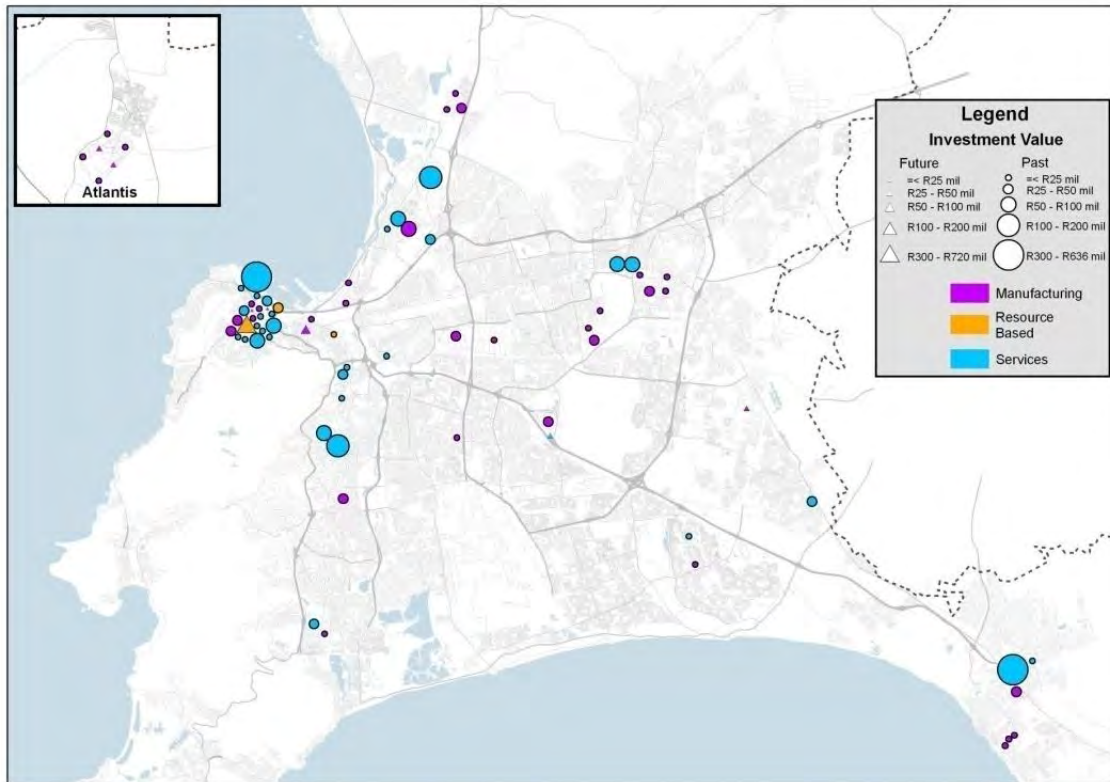 Atlantis
Legend
Investment Value
Future Past
=< R25 mil =< R25 mil
R25 - R50 mil R25 - R50 mil
R50 - R100 mil R50 - R100 mil
R100 - R200 mil R100 - R200 mil
R300 - R720 mil R300 - R636 mil
Manufacturing
Resource
Based
Services